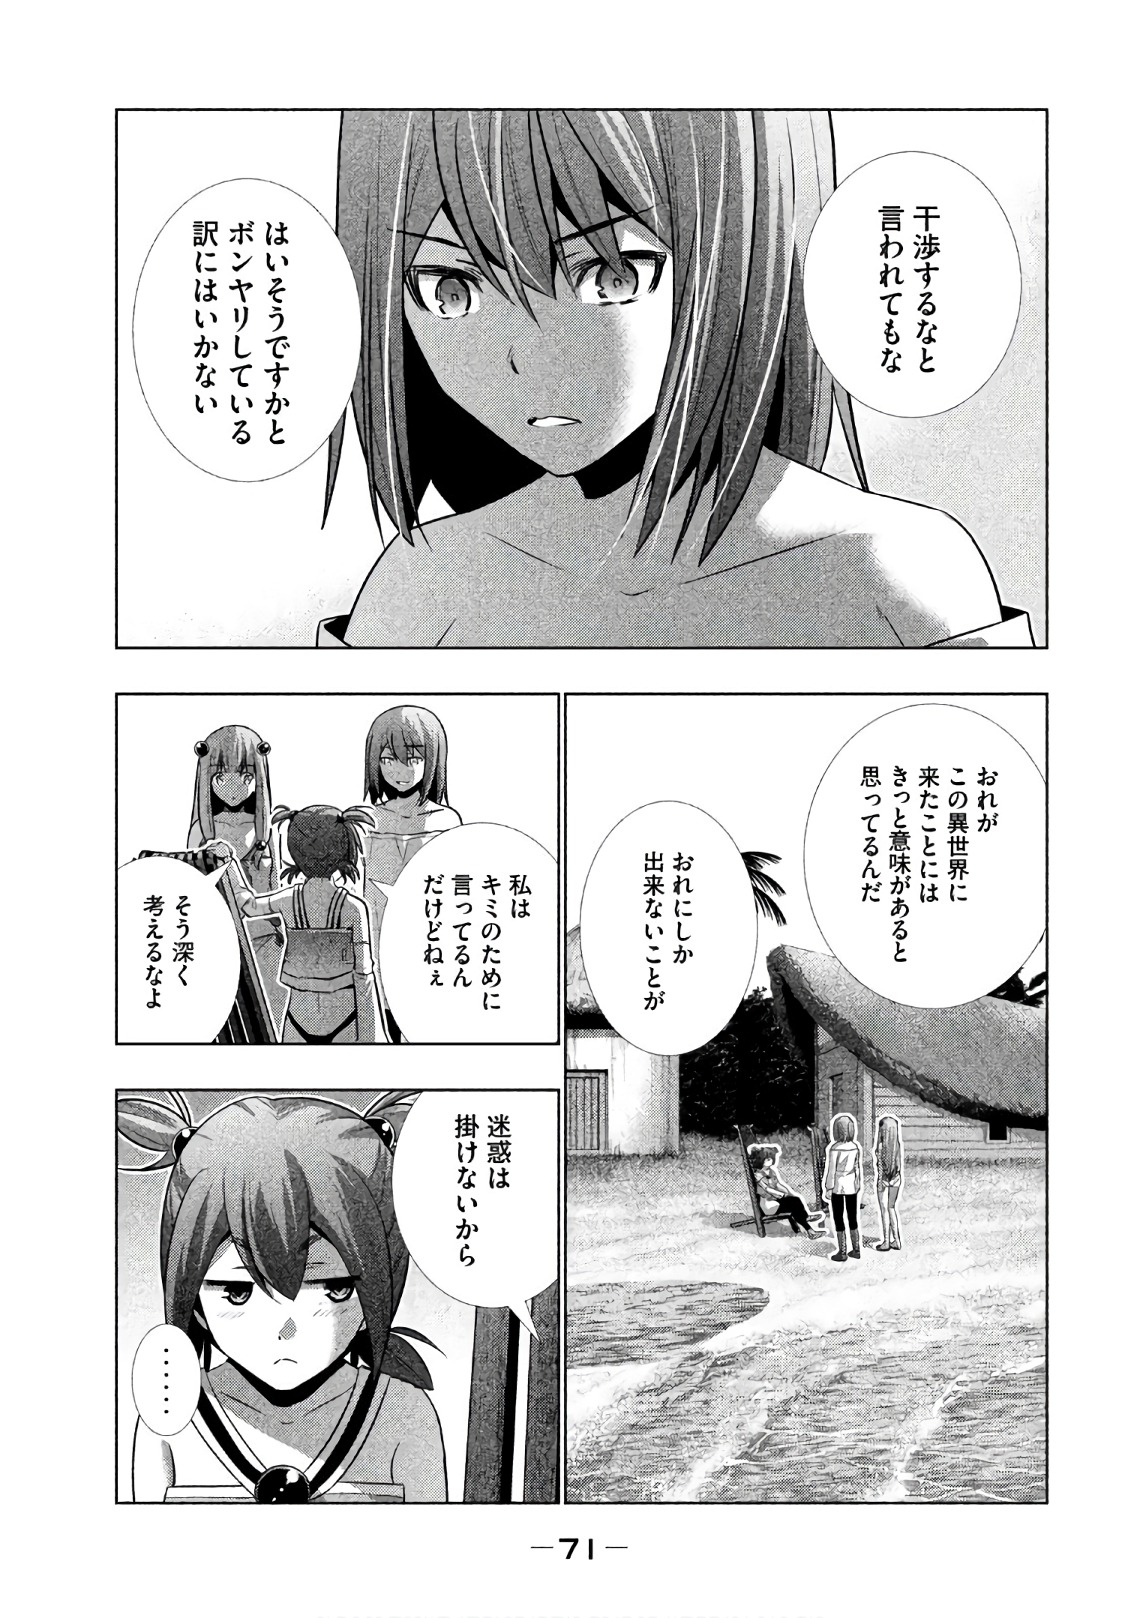 干渉するなと
言われてもな
はいそうですかと
ボンヤリしている
訳にはいかない
おれが
この異世界に
来たことには
きっと意味があると
思ってるんだ
おれにしか
出来ないことが
私は
キミのために
言ってるんだ
だけどねぇ
そう深く
考えるなよ
迷惑は
掛けないから
・・・・・・
—71—